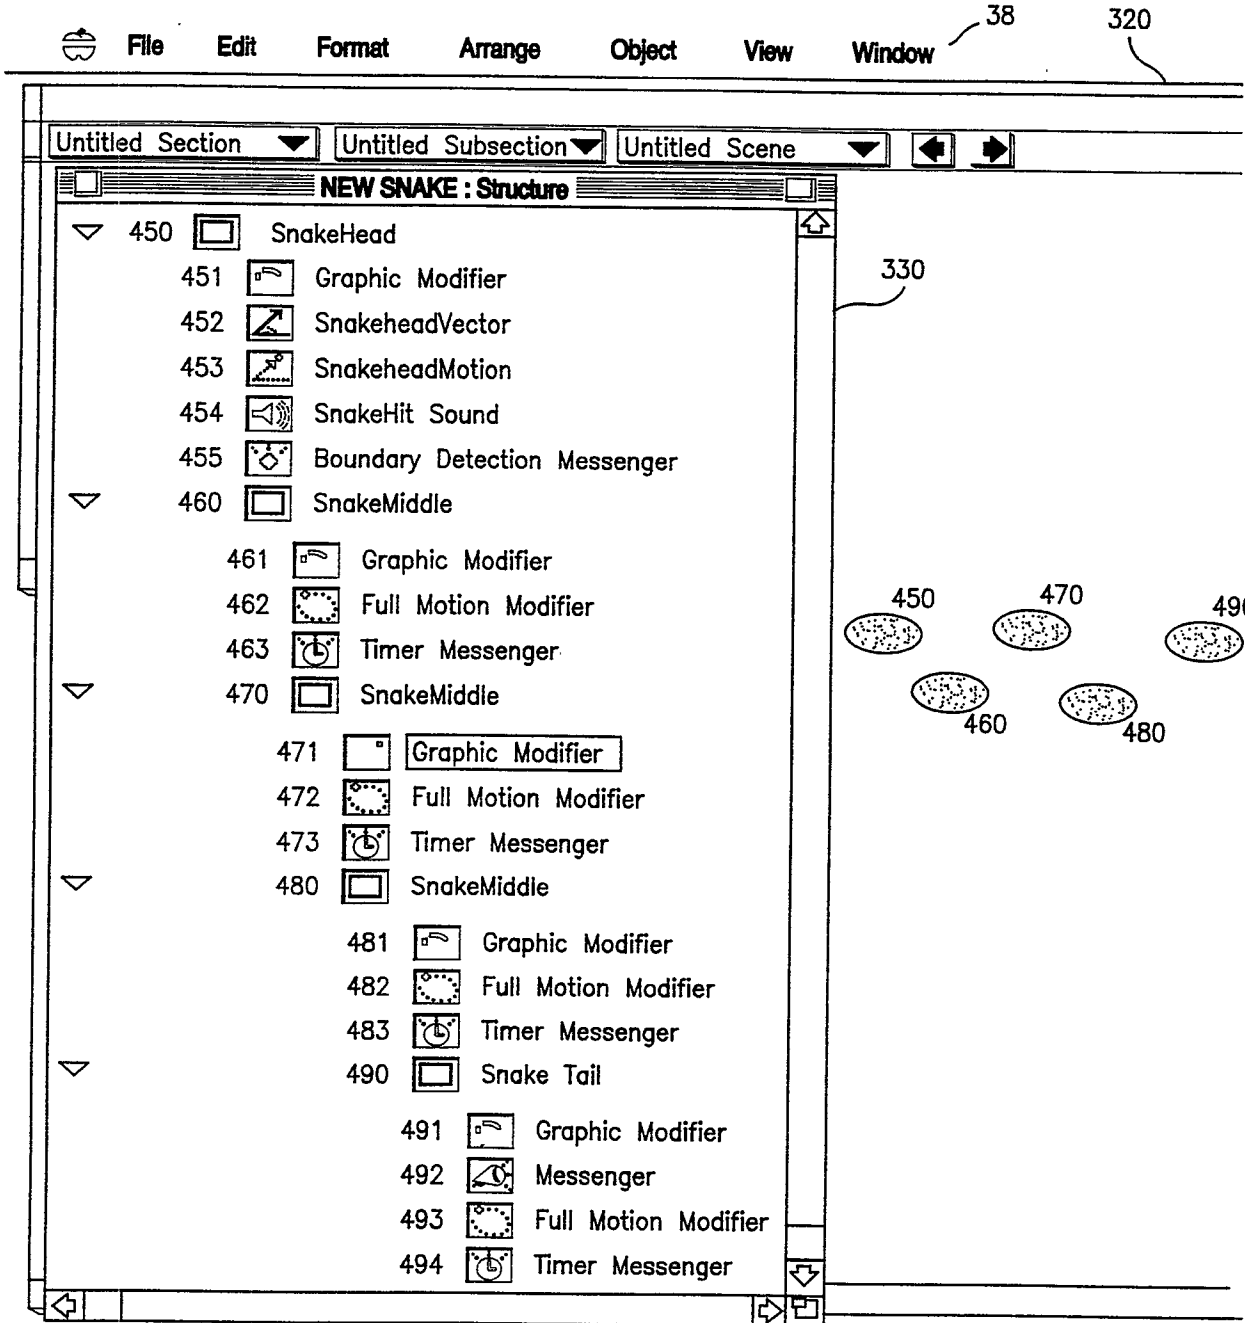 38 320
File Edit Format Arrange Object View Window
Untitled Section Untitled Subsection Untitled Scene
NEW SNAKE : Structure
450 SnakeHead
451 Graphic Modifier
330
452 SnakeheadVector
453 SnakeheadMotion
454 SnakeHit Sound
455 Boundary Detection Messenger
460 SnakeMiddle
461 Graphic Modifier
462 Full Motion Modifier
450 470 490
463 Timer Messenger
470 SnakeMiddle
460 480
471 Graphic Modifier
472 Full Motion Modifier
473 Timer Messenger
480 SnakeMiddle
481 Graphic Modifier
482 Full Motion Modifier
483 Timer Messenger
490 Snake Tail
491 Graphic Modifier
492 Messenger
493 Full Motion Modifier
494 Timer Messenger